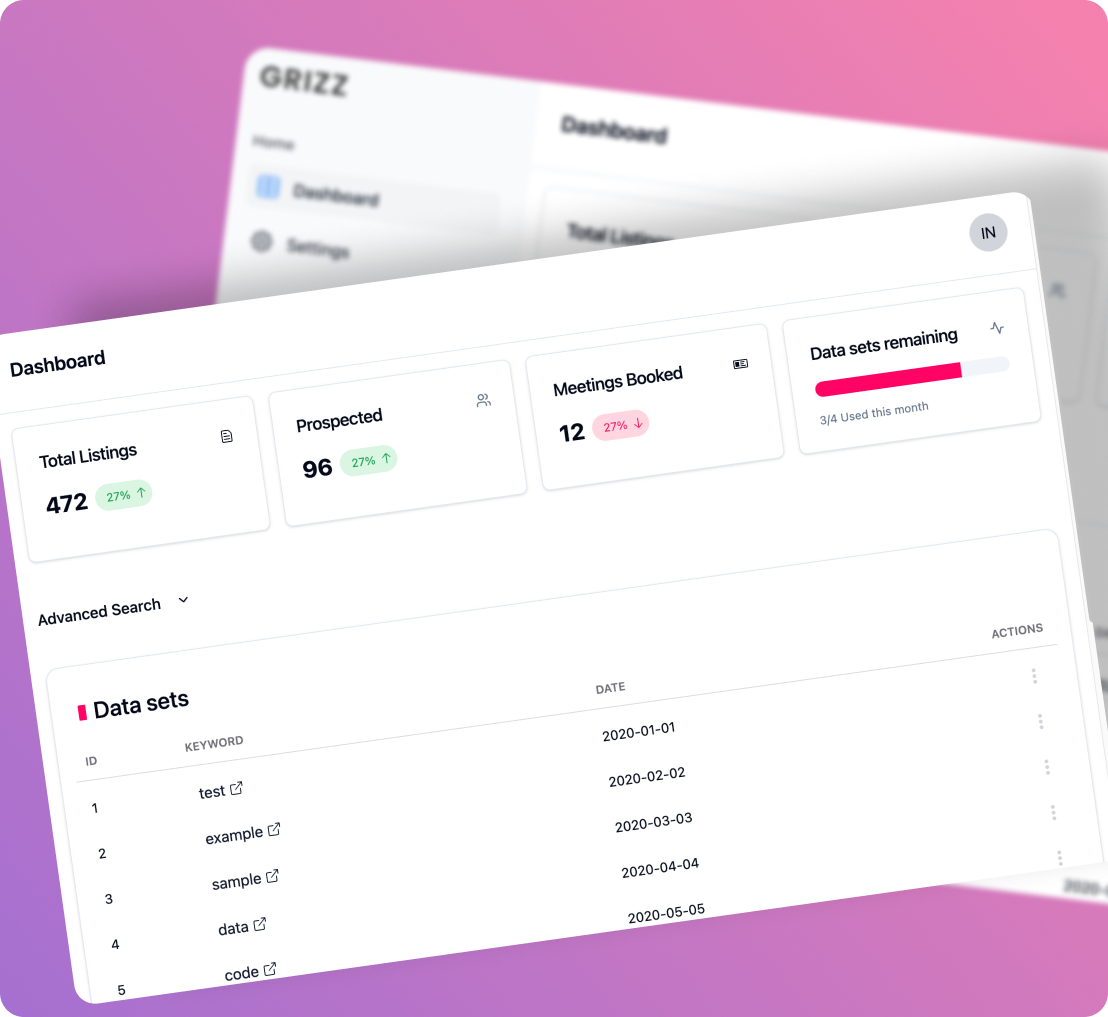 GRIZZ
Home
Dashboard
Dashboard
Settings
Total Listings
IN
Dashboard
Total Listings
472 27% ↑
Prospected
96 27% ↑
Meetings Booked
12 27% ↓
Data sets remaining
3/4 Used this month
Advanced Search
Data sets
ID KEYWORD DATE ACTIONS
1 test 2020-01-01
2 example 2020-02-02
3 sample 2020-03-03
4 data 2020-04-04
5 code 2020-05-05